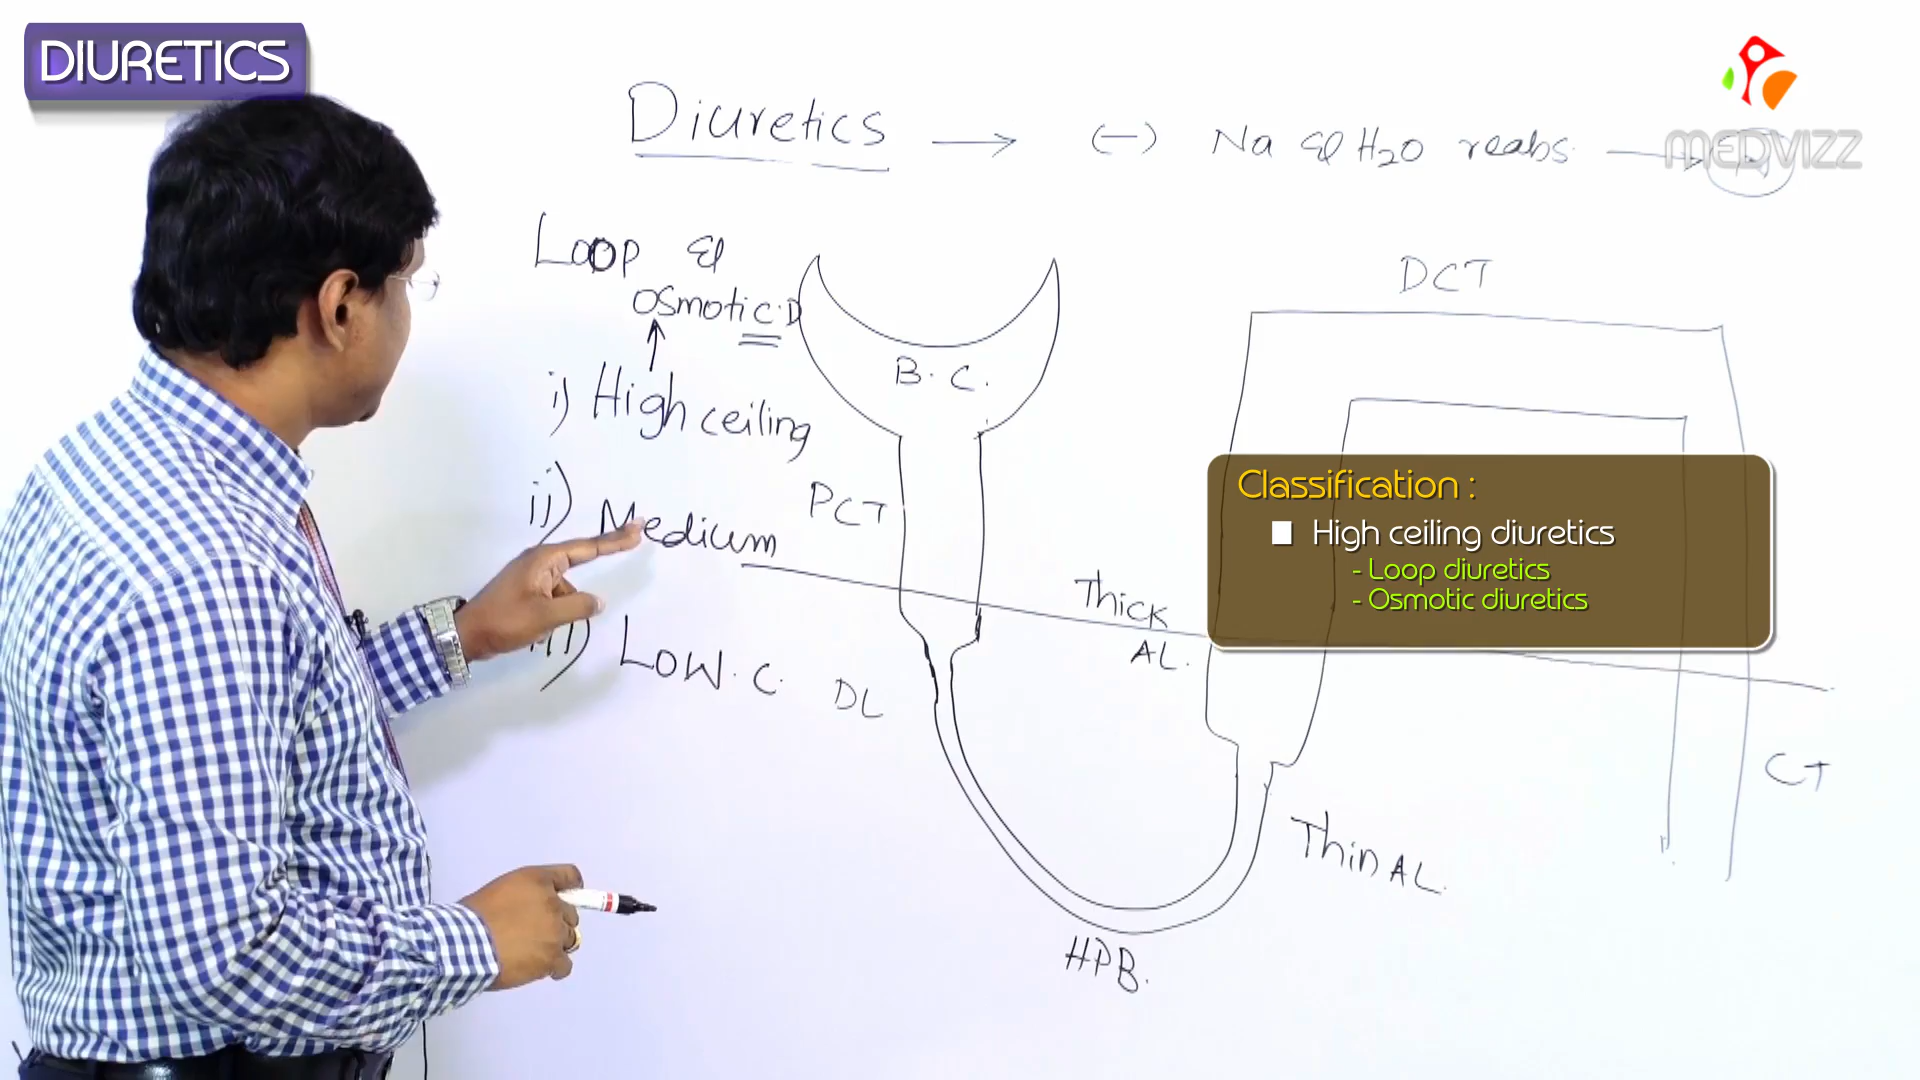 DIURETICS
Diuretics → (-) Na & H2O reabs. →
MEDVIZZ
Loop &
osmotic.D
i) High ceiling
ii) Medium
iii) Low.C.
B.C.
PCT
DL
HPB.
Thick
AL.
Thin AL.
DCT
CT
Classification :
High ceiling diuretics
- Loop diuretics
- Osmotic diuretics